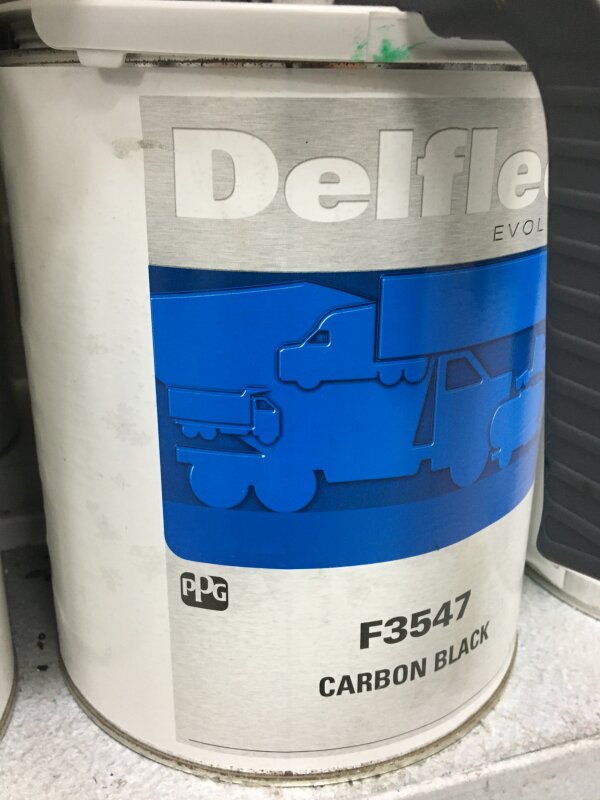 Delfle
EVOL
PPG
F3547
CARBON BLACK